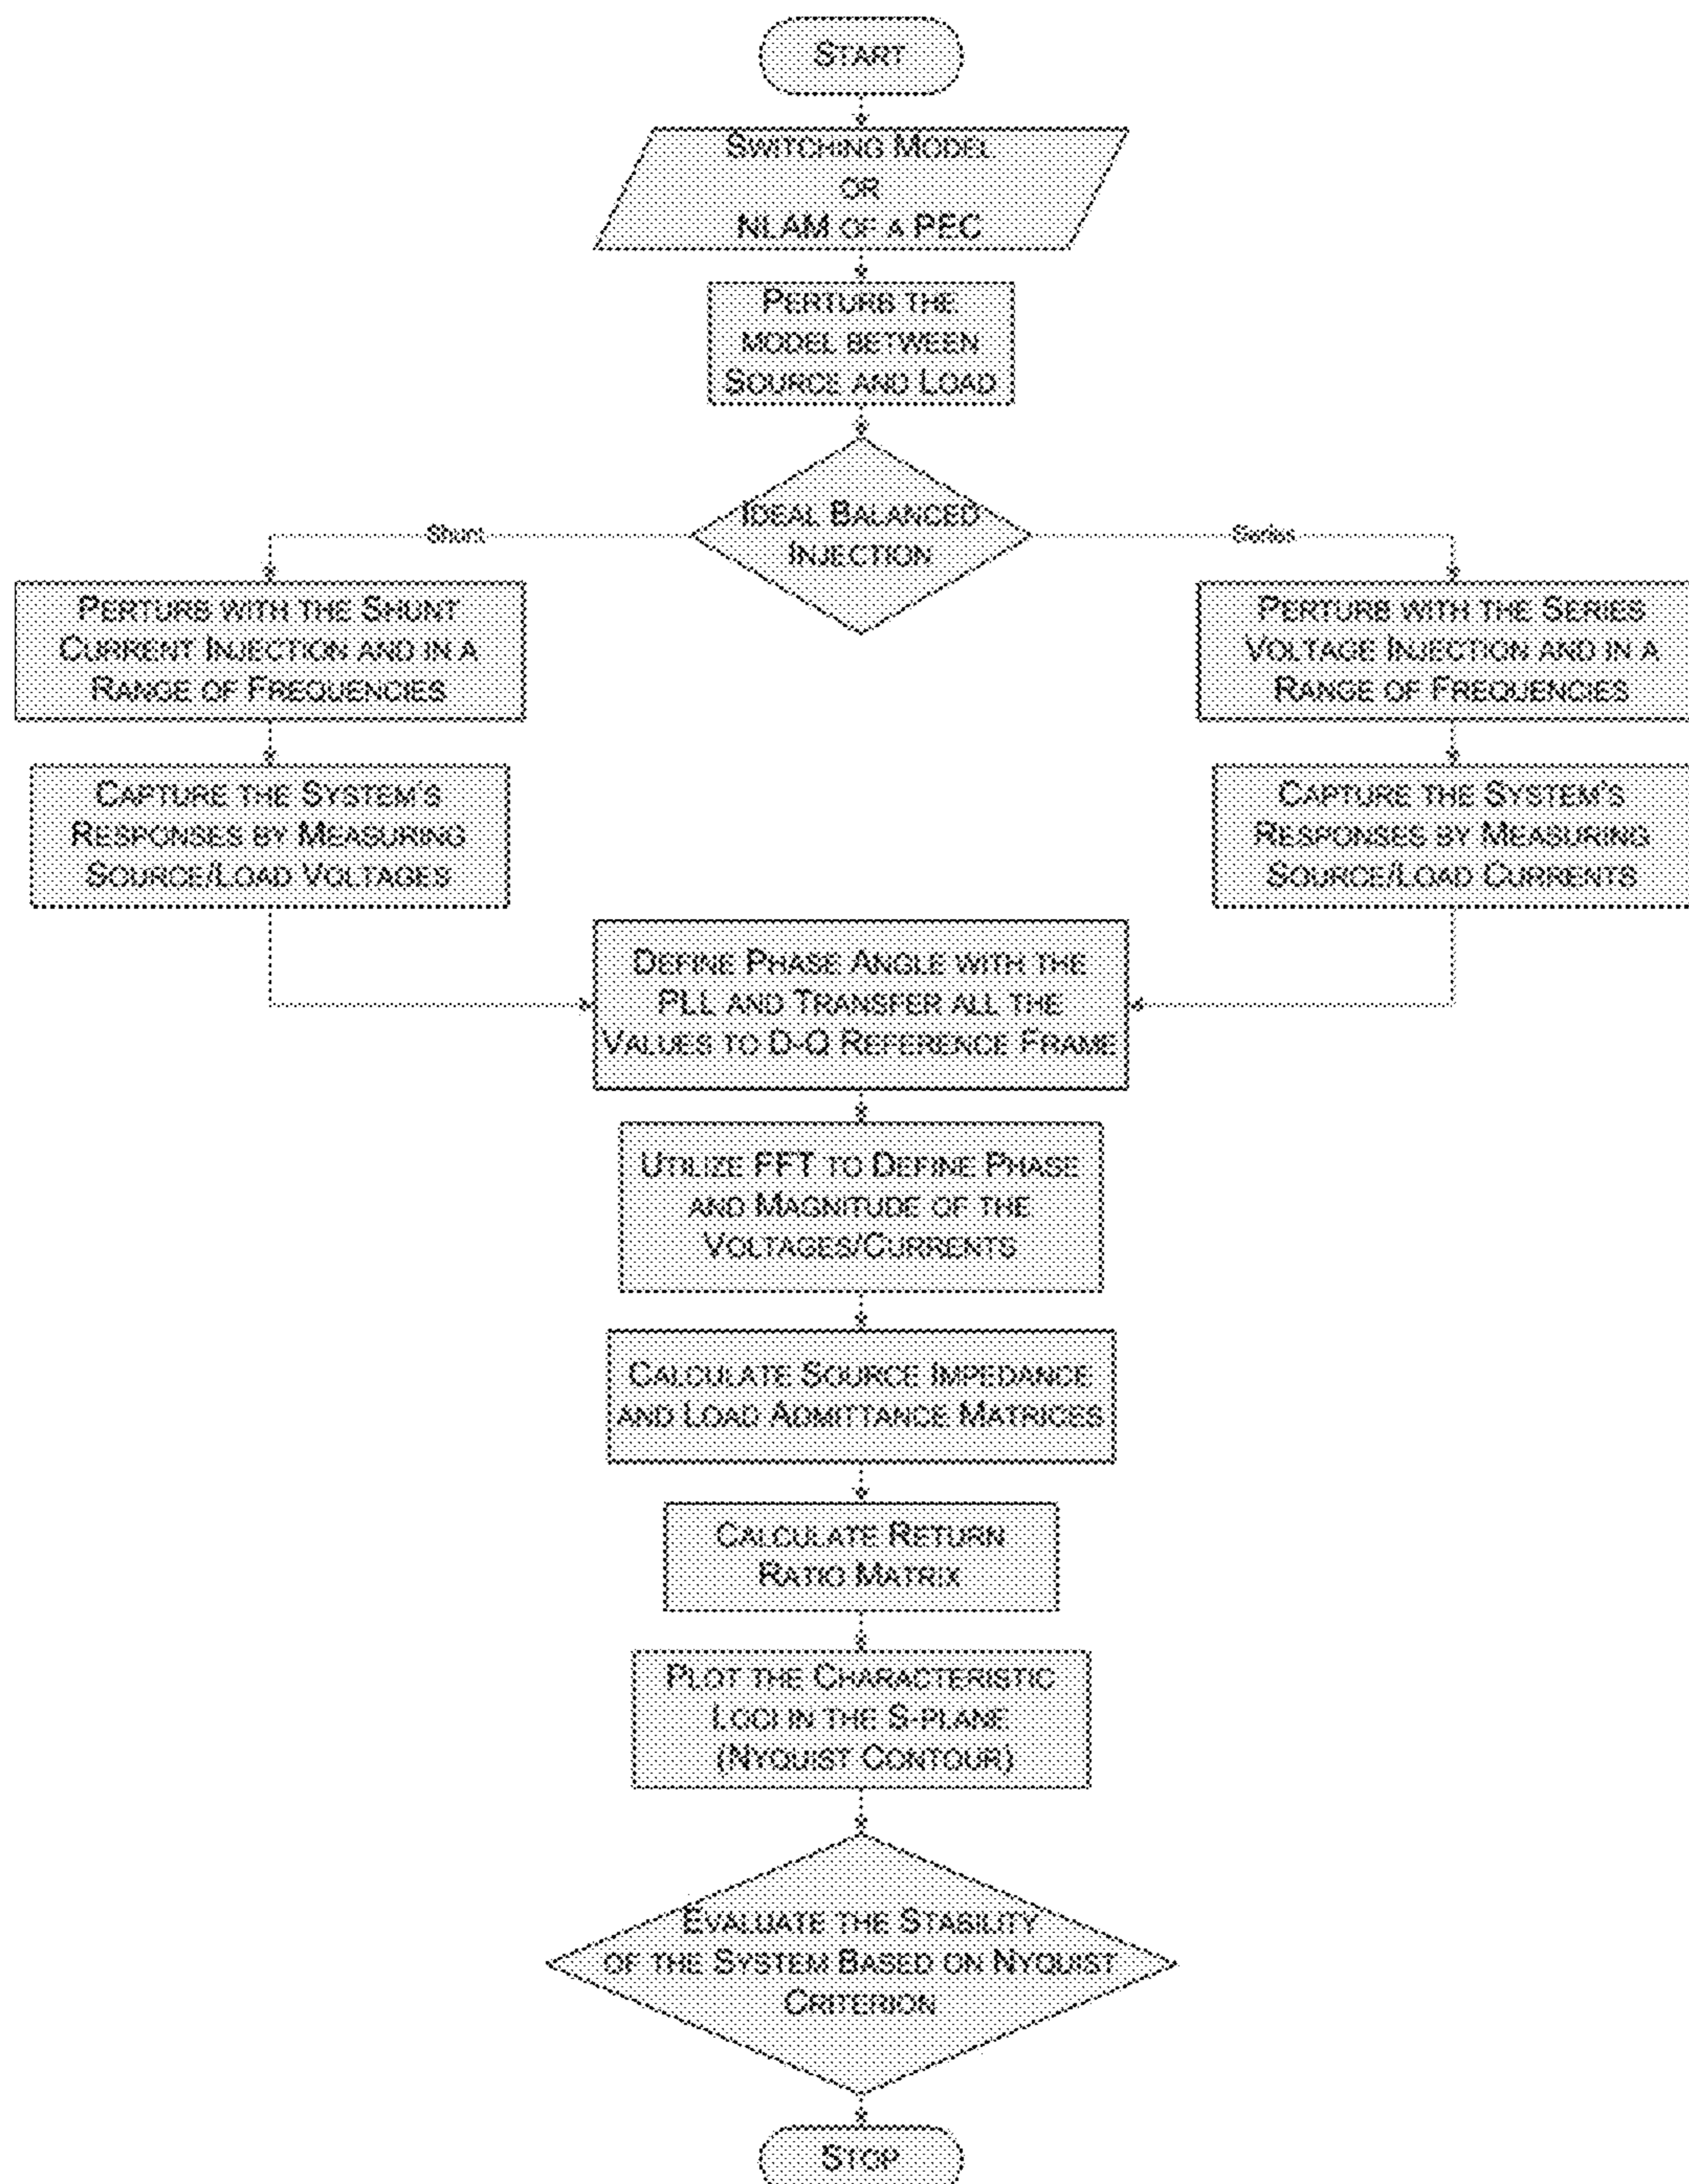 START
SWITCHING MODEL
OR
NLAM OF A PEC
PERTURB THE
MODEL BETWEEN
SOURCE AND LOAD
IDEAL BALANCED
INJECTION
Shunt
Series
PERTURB WITH THE SHUNT
CURRENT INJECTION AND IN A
RANGE OF FREQUENCIES
PERTURB WITH THE SERIES
VOLTAGE INJECTION AND IN A
RANGE OF FREQUENCIES
CAPTURE THE SYSTEM'S
RESPONSES BY MEASURING
SOURCE/LOAD VOLTAGES
CAPTURE THE SYSTEM'S
RESPONSES BY MEASURING
SOURCE/LOAD CURRENTS
DEFINE PHASE ANGLE WITH THE
PLL AND TRANSFER ALL THE
VALUES TO D-Q REFERENCE FRAME
UTILIZE FFT TO DEFINE PHASE
AND MAGNITUDE OF THE
VOLTAGES/CURRENTS
CALCULATE SOURCE IMPEDANCE
AND LOAD ADMITTANCE MATRICES
CALCULATE RETURN
RATIO MATRIX
PLOT THE CHARACTERISTIC
LOCI IN THE S-PLANE
(NYQUIST CONTOUR)
EVALUATE THE STABILITY
OF THE SYSTEM BASED ON NYQUIST
CRITERION
STOP